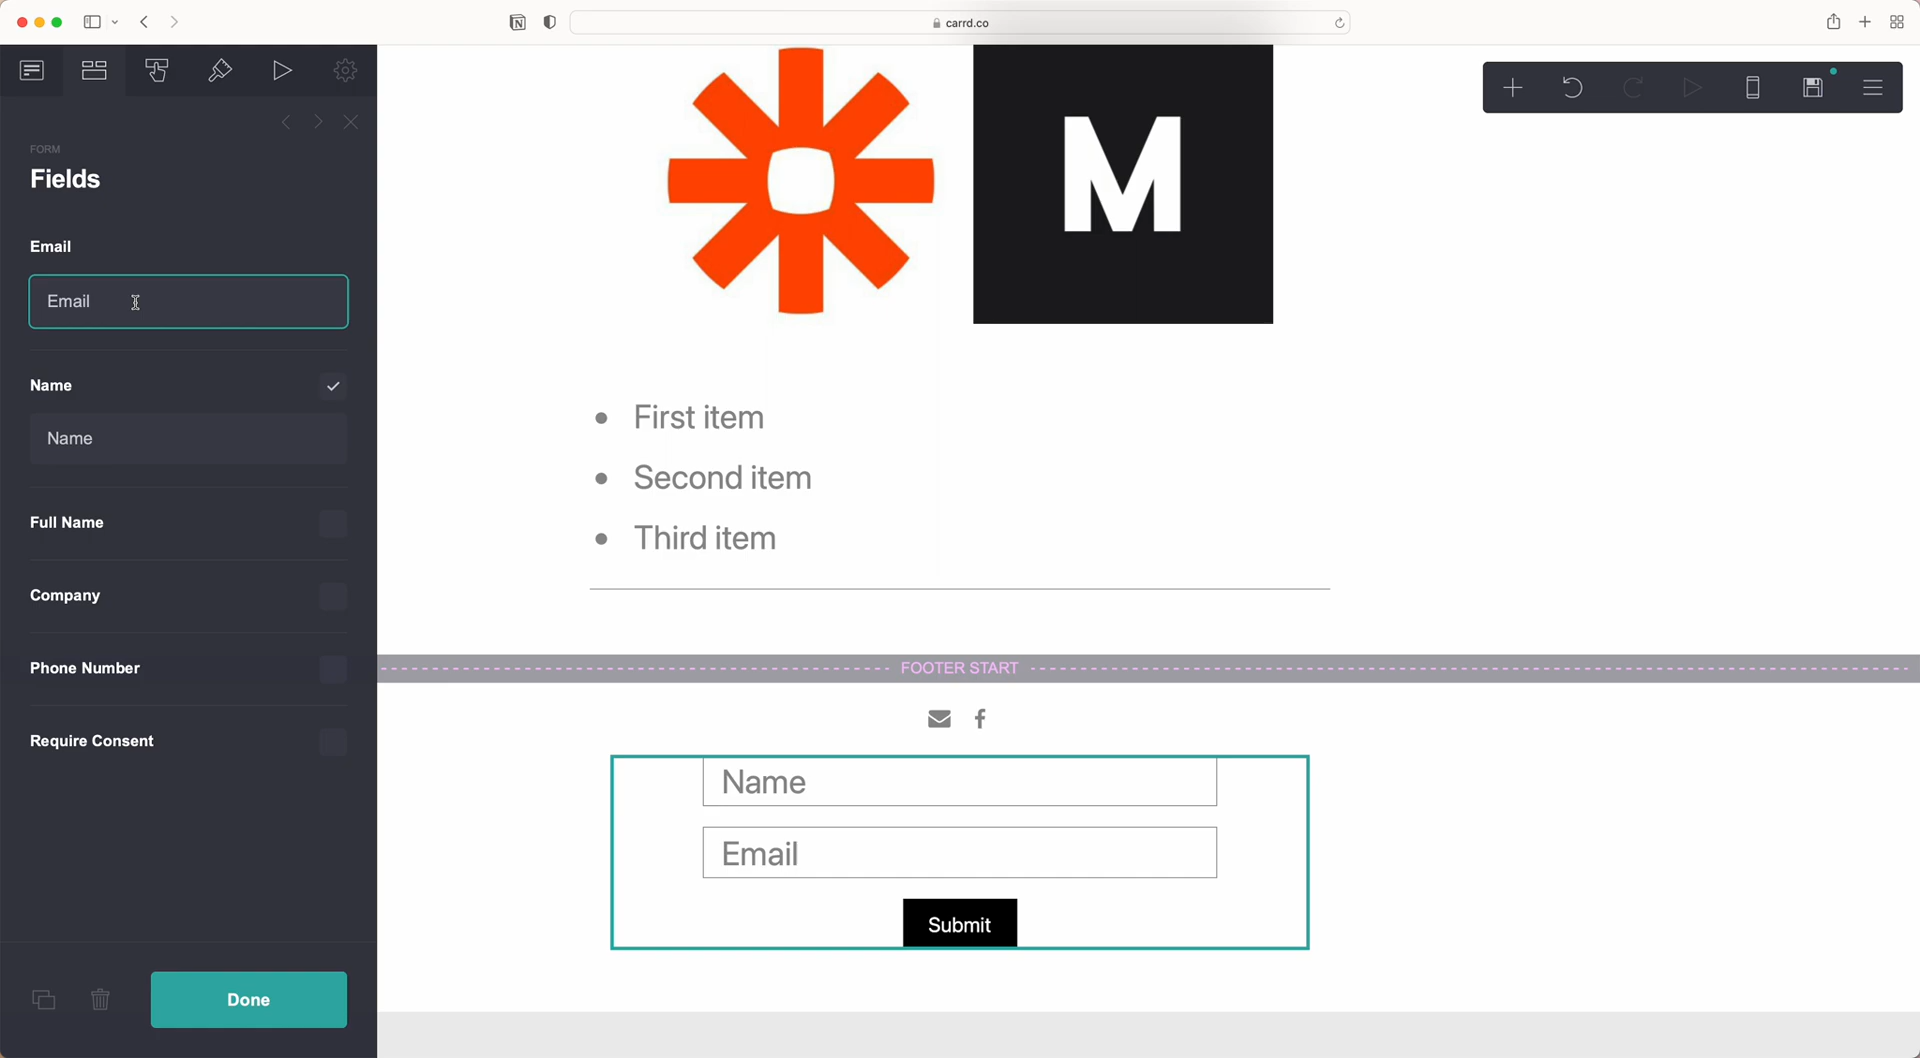 carrd.co
FORM
Fields
Email
Email
Name
Name
Full Name
Company
Phone Number
Require Consent
Done
M
First item
Second item
Third item
FOOTER START
Name
Email
Submit